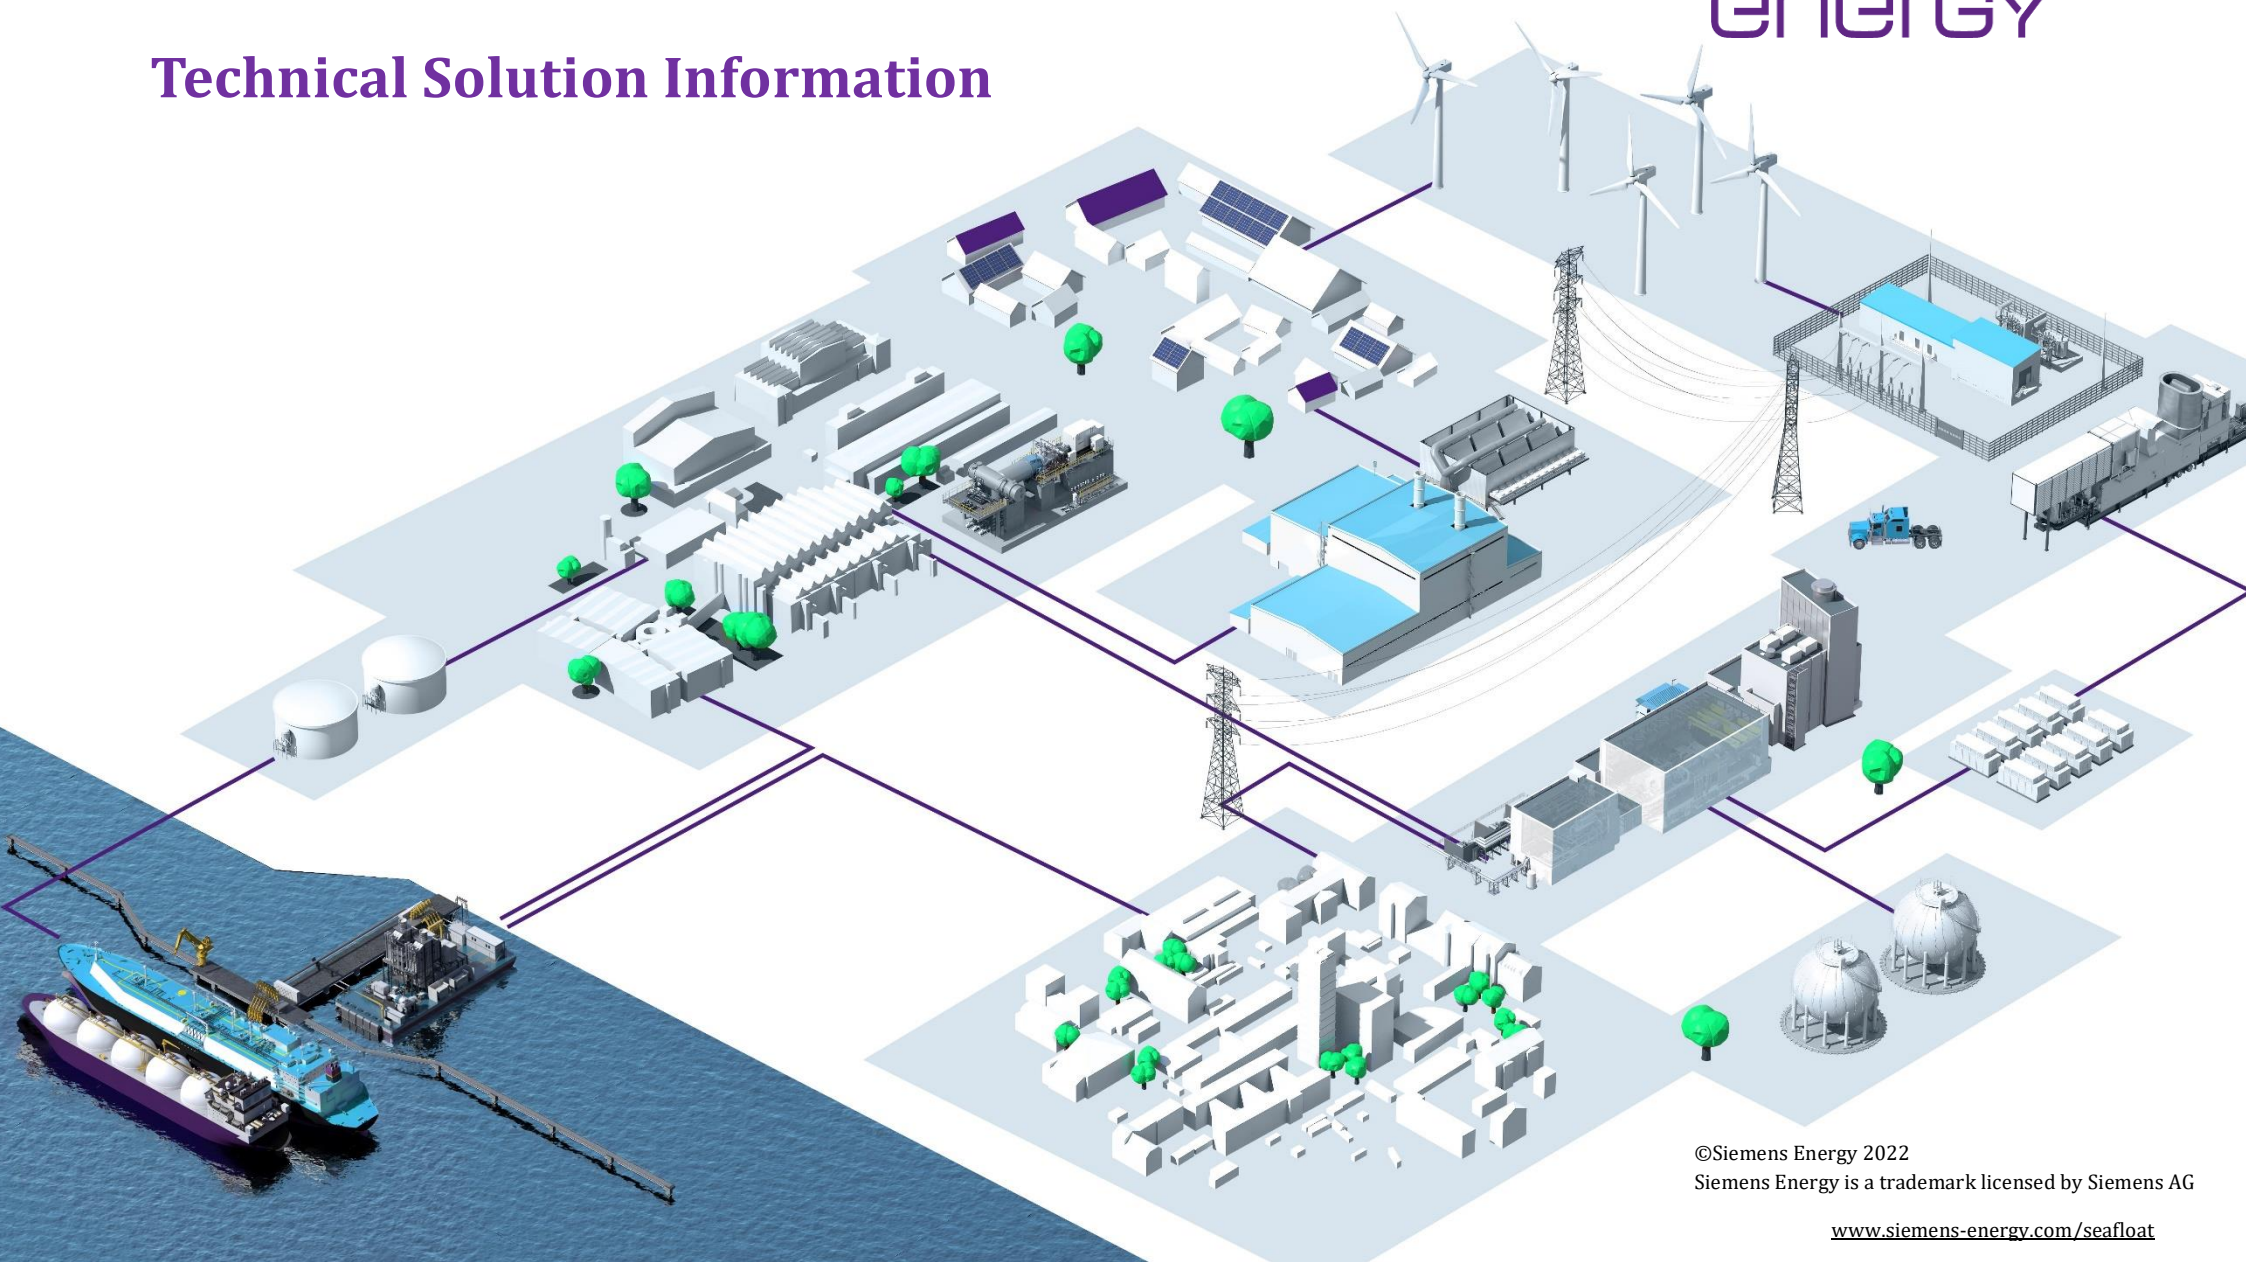 energy
Technical Solution Information
©Siemens Energy 2022
Siemens Energy is a trademark licensed by Siemens AG
www.siemens-energy.com/seafloat